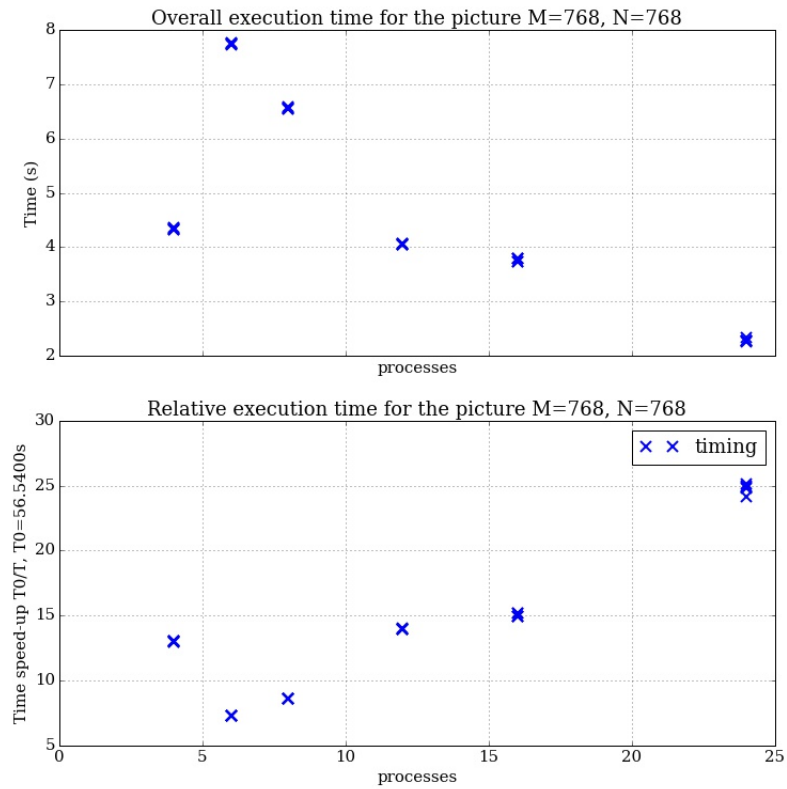 Overall execution time for the picture M=768, N=768
8
7
6
5
4
3
2
Time (s)
processes
Relative execution time for the picture M=768, N=768
30
25
20
15
10
5
Time speed-up T0/T, T0=56.5400s
timing
0 5 10 15 20 25
processes